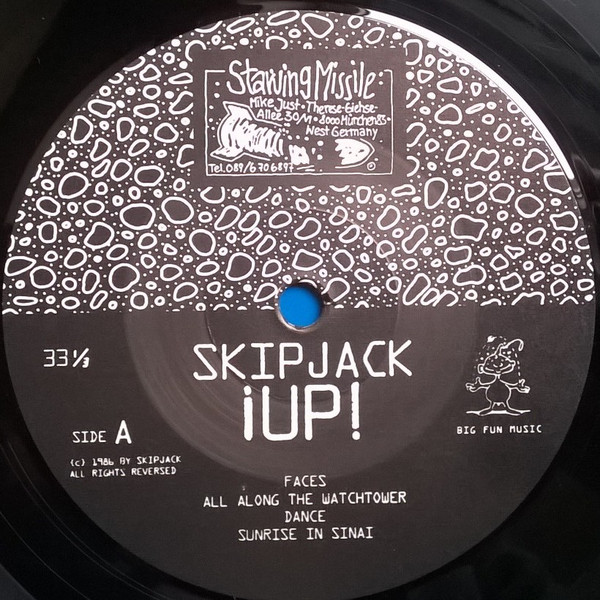 Starving Missile
Mike Just • Therese-Giehse-
Allee 30/M • 8000 München 83 •
West Germany
Tel. 089/6706897
33⅓
SKIPJACK
¡UP!
SIDE A
(c) 1986 BY SKIPJACK
ALL RIGHTS REVERSED
BIG FUN MUSIC
FACES
ALL ALONG THE WATCHTOWER
DANCE
SUNRISE IN SINAI